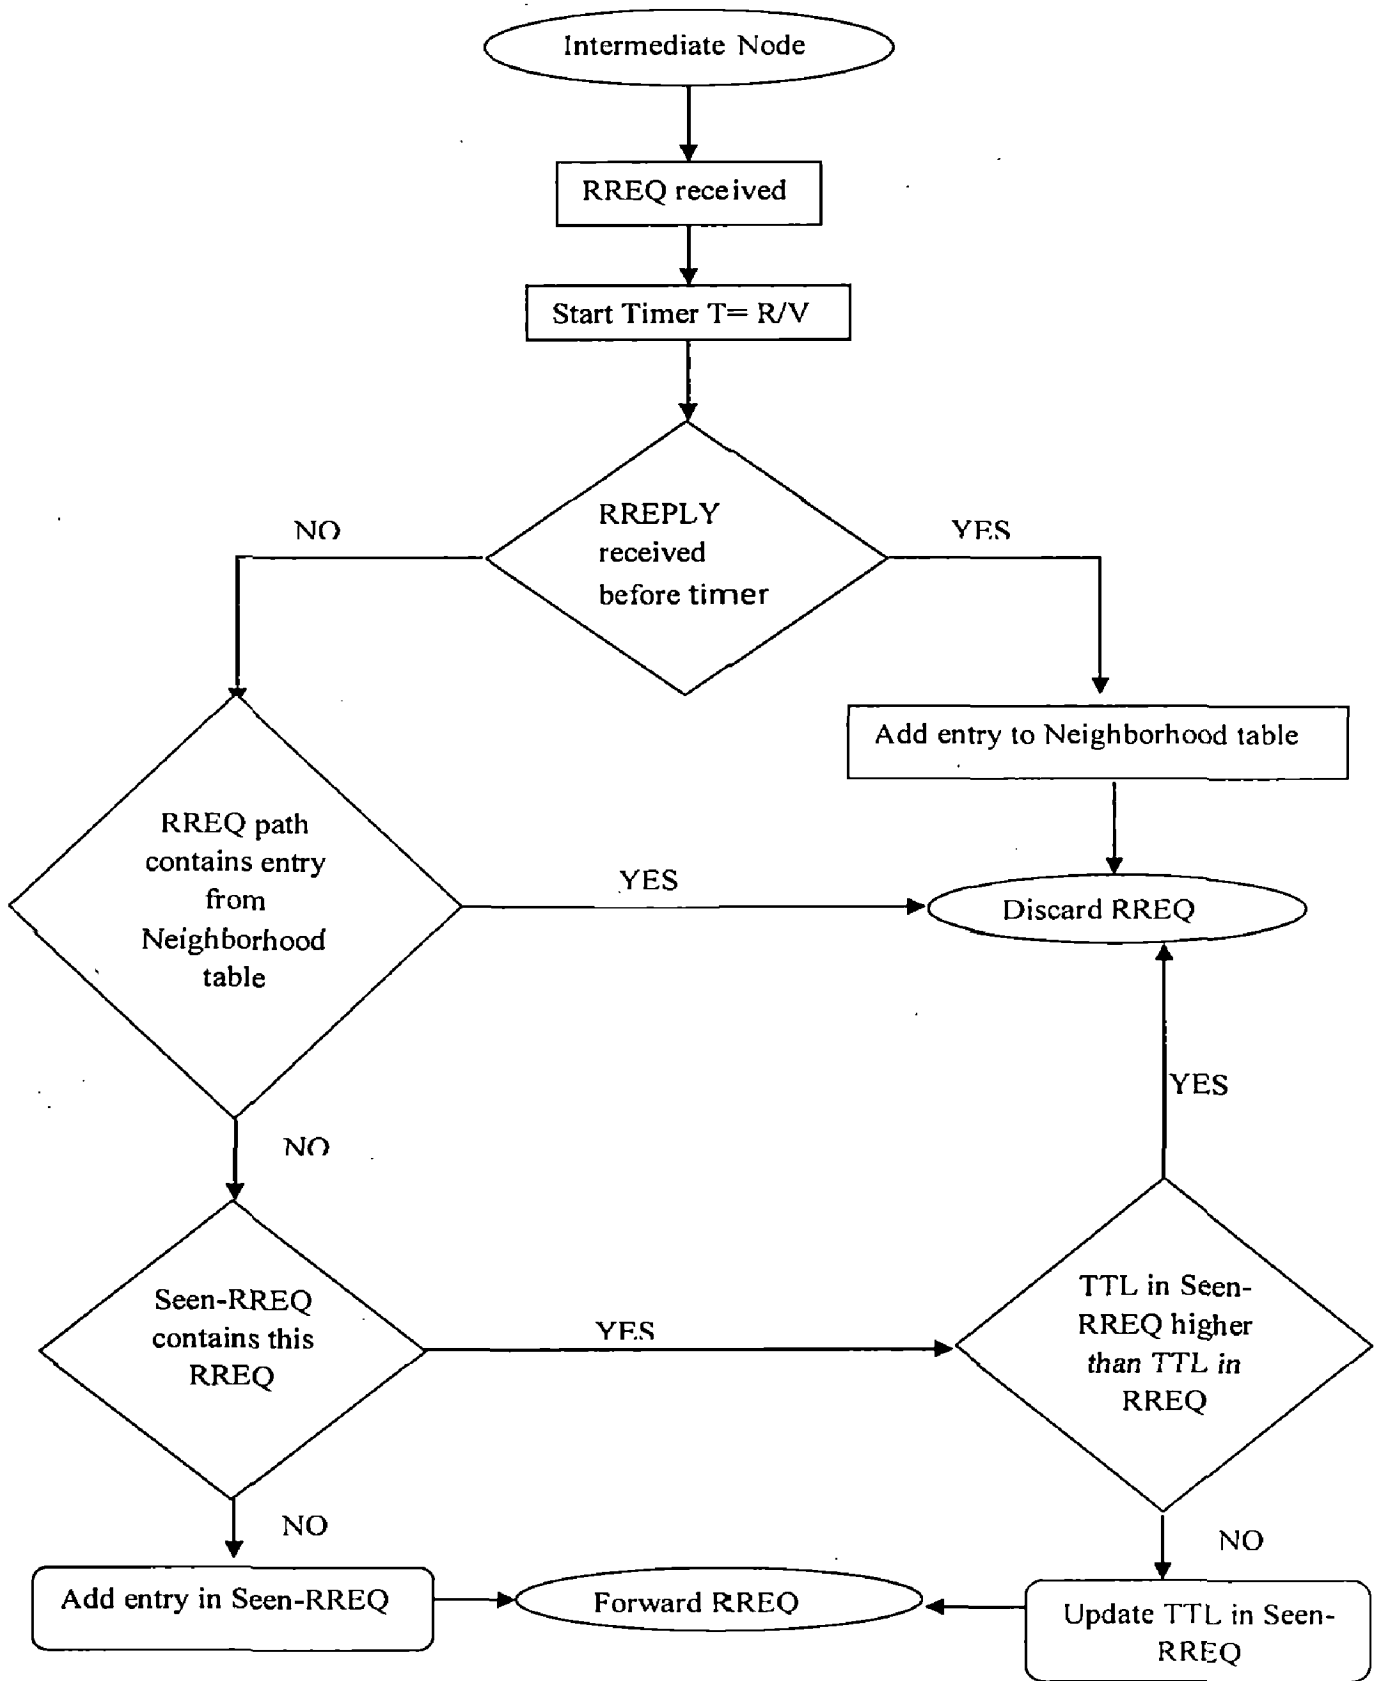 Intermediate Node
RREQ received
Start Timer T= R/V
RREPLY
received
before timer
NO
YES
Add entry to Neighborhood table
RREQ path
contains entry
from
Neighborhood
table
YES
Discard RREQ
YES
NO
Seen-RREQ
contains this
RREQ
YES
TTL in Seen-
RREQ higher
than TTL in
RREQ
NO
NO
Add entry in Seen-RREQ
Forward RREQ
Update TTL in Seen-
RREQ